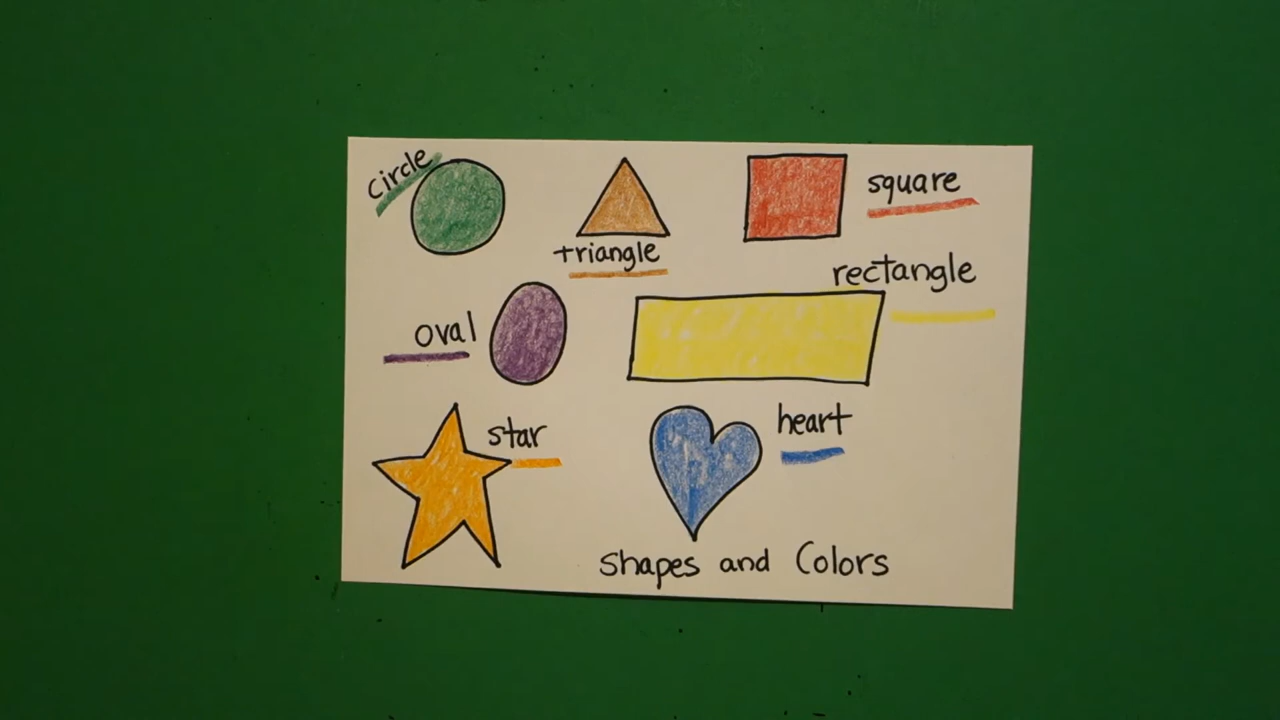 circle
triangle
square
rectangle
oval
star
heart
Shapes and Colors